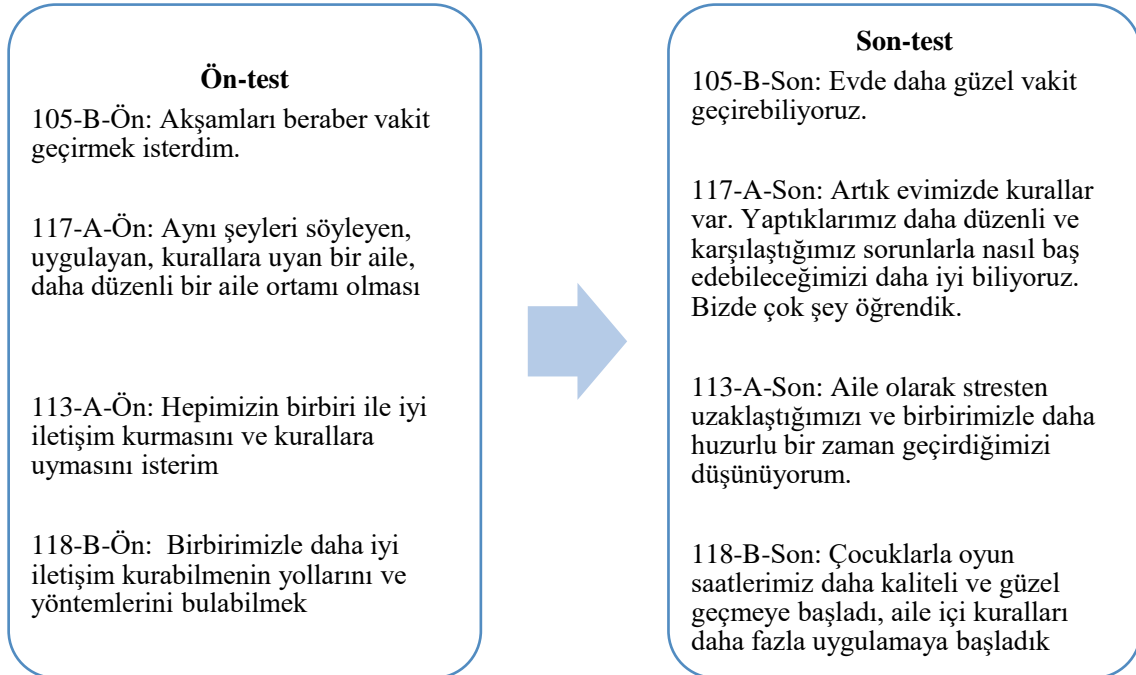 Ön-test
105-B-Ön: Akşamları beraber vakit
geçirmek isterdim.
117-A-Ön: Aynı şeyleri söyleyen,
uygulayan, kurallara uyan bir aile,
daha düzenli bir aile ortamı olması
113-A-Ön: Hepimizin birbiri ile iyi
iletişim kurmasını ve kurallara
uymasını isterim
118-B-Ön: Birbirimizle daha iyi
iletişim kurabilmenin yollarını ve
yöntemlerini bulabilmek
Son-test
105-B-Son: Evde daha güzel vakit
geçirebiliyoruz.
117-A-Son: Artık evimizde kurallar
var. Yaptıklarımız daha düzenli ve
karşılaştığımız sorunlarla nasıl baş
edebileceğimizi daha iyi biliyoruz.
Bizde çok şey öğrendik.
113-A-Son: Aile olarak stresten
uzaklaştığımızı ve birbirimizle daha
huzurlu bir zaman geçirdiğimizi
düşünüyorum.
118-B-Son: Çocuklarla oyun
saatlerimiz daha kaliteli ve güzel
geçmeye başladı, aile içi kuralları
daha fazla uygulamaya başladık